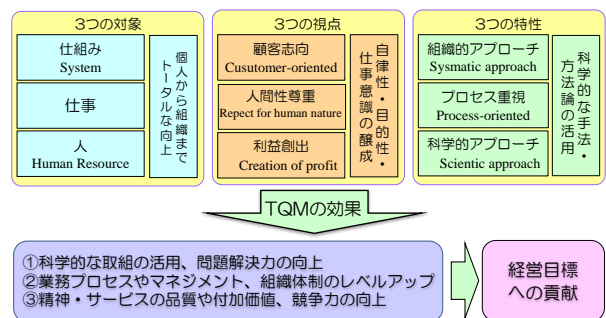 3つの対象
仕組み
System
仕事
人
Human Resource
個人から組織まで
トータルな向上
3つの視点
顧客志向
Cusutomer-oriented
人間性尊重
Repect for human nature
利益創出
Creation of profit
自律性・目的性・
仕事意識の醸成
3つの特性
組織的アプローチ
Sysmatic approach
プロセス重視
Process-oriented
科学的アプローチ
Scientic approach
科学的な手法・
方法論の活用
TQMの効果
①科学的な取組の活用、問題解決力の向上
②業務プロセスやマネジメント、組織体制のレベルアップ
③精神・サービスの品質や付加価値、競争力の向上
経営目標
への貢献